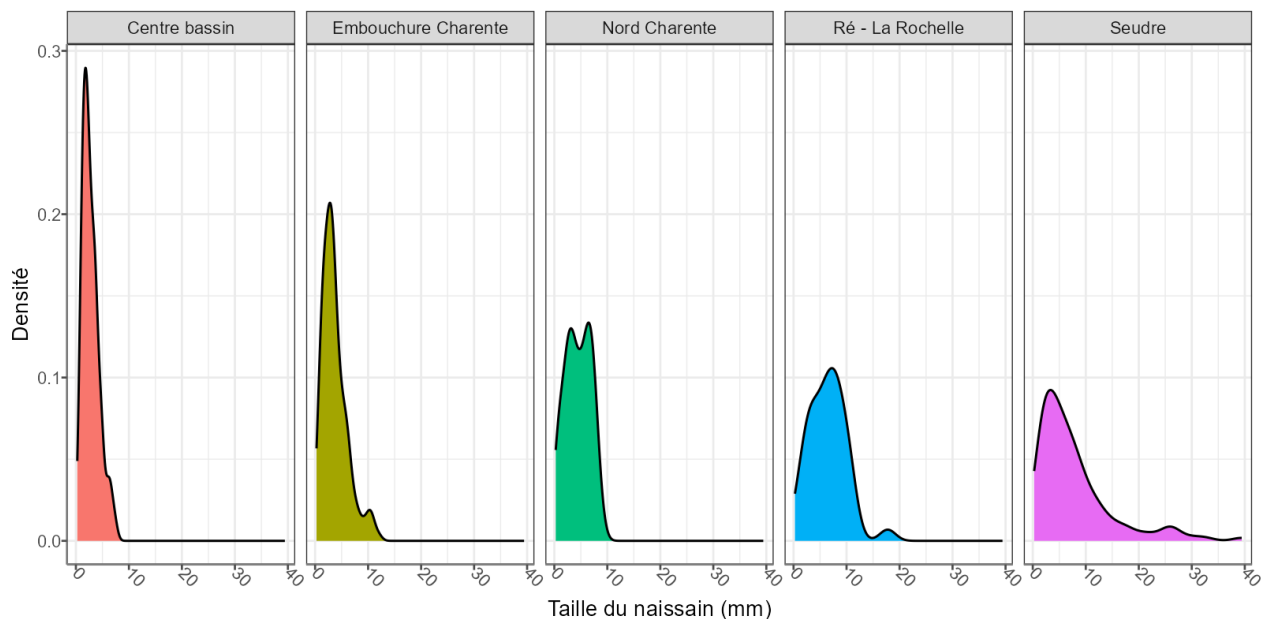 Centre bassin
Embouchure Charente
Nord Charente
Ré - La Rochelle
Seudre
0.3
0.2
0.1
0.0
Densité
0 10 20 30 40
0 10 20 30 40
0 10 20 30 40
0 10 20 30 40
0 10 20 30 40
Taille du naissain (mm)